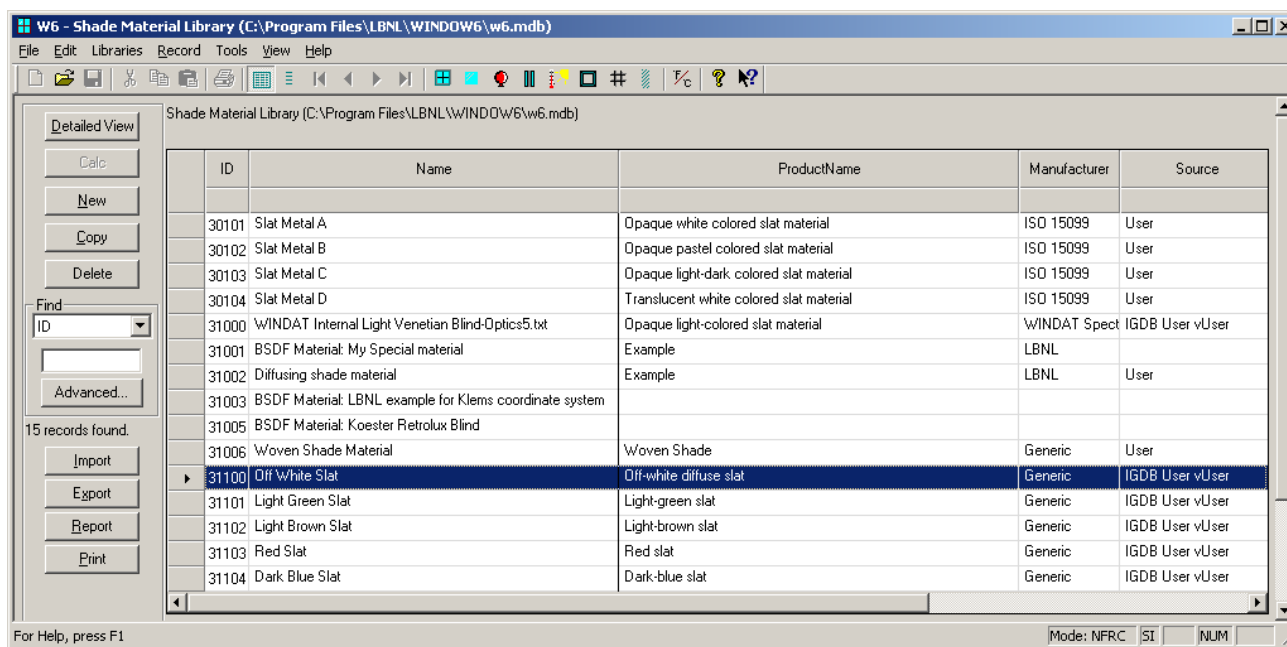 W6 - Shade Material Library (C:\Program Files\LBNL\WINDOW6\w6.mdb)
File Edit Libraries Record Tools View Help
Shade Material Library (C:\Program Files\LBNL\WINDOW6\w6.mdb)
Detailed View
Calc
New
Copy
Delete
Find
ID
Advanced...
15 records found.
Import
Export
Report
Print
ID Name ProductName Manufacturer Source
30101 Slat Metal A Opaque white colored slat material ISO 15099 User
30102 Slat Metal B Opaque pastel colored slat material ISO 15099 User
30103 Slat Metal C Opaque light-dark colored slat material ISO 15099 User
30104 Slat Metal D Translucent white colored slat material ISO 15099 User
31000 WINDAT Internal Light Venetian Blind-Optics5.txt Opaque light-colored slat material WINDAT Spect IGDB User vUser
31001 BSDF Material: My Special material Example LBNL
31002 Diffusing shade material Example LBNL User
31003 BSDF Material: LBNL example for Klems coordinate system
31005 BSDF Material: Koester Retrolux Blind
31006 Woven Shade Material Woven Shade Generic User
31100 Off White Slat Off-white diffuse slat Generic IGDB User vUser
31101 Light Green Slat Light-green slat Generic IGDB User vUser
31102 Light Brown Slat Light-brown slat Generic IGDB User vUser
31103 Red Slat Red slat Generic IGDB User vUser
31104 Dark Blue Slat Dark-blue slat Generic IGDB User vUser
For Help, press F1
Mode: NFRC SI NUM